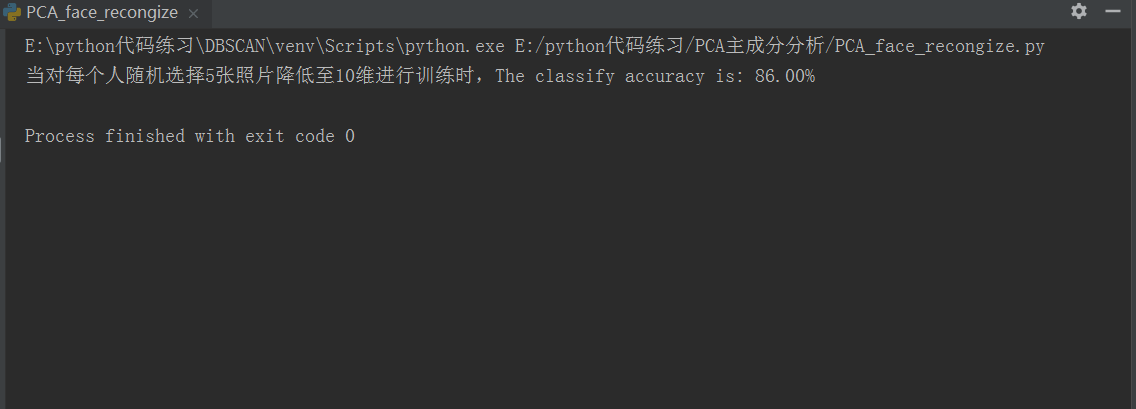 PCA_face_recongize
E:\python代码练习\DBSCAN\venv\Scripts\python.exe E:/python代码练习/PCA主成分分析/PCA_face_recongize.py
当对每个人随机选择5张照片降低至10维进行训练时，The classify accuracy is: 86.00%
Process finished with exit code 0